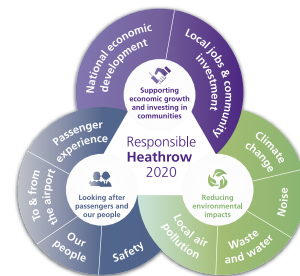 National economic
development
Local jobs & community
investment
Supporting
economic growth
and investing in
communities
Responsible
Heathrow
2020
Passenger
experience
To & from
the airport
Our
people
Safety
Looking after
passengers and
our people
Climate
change
Noise
Waste
and water
Local air
pollution
Reducing
environmental
impacts